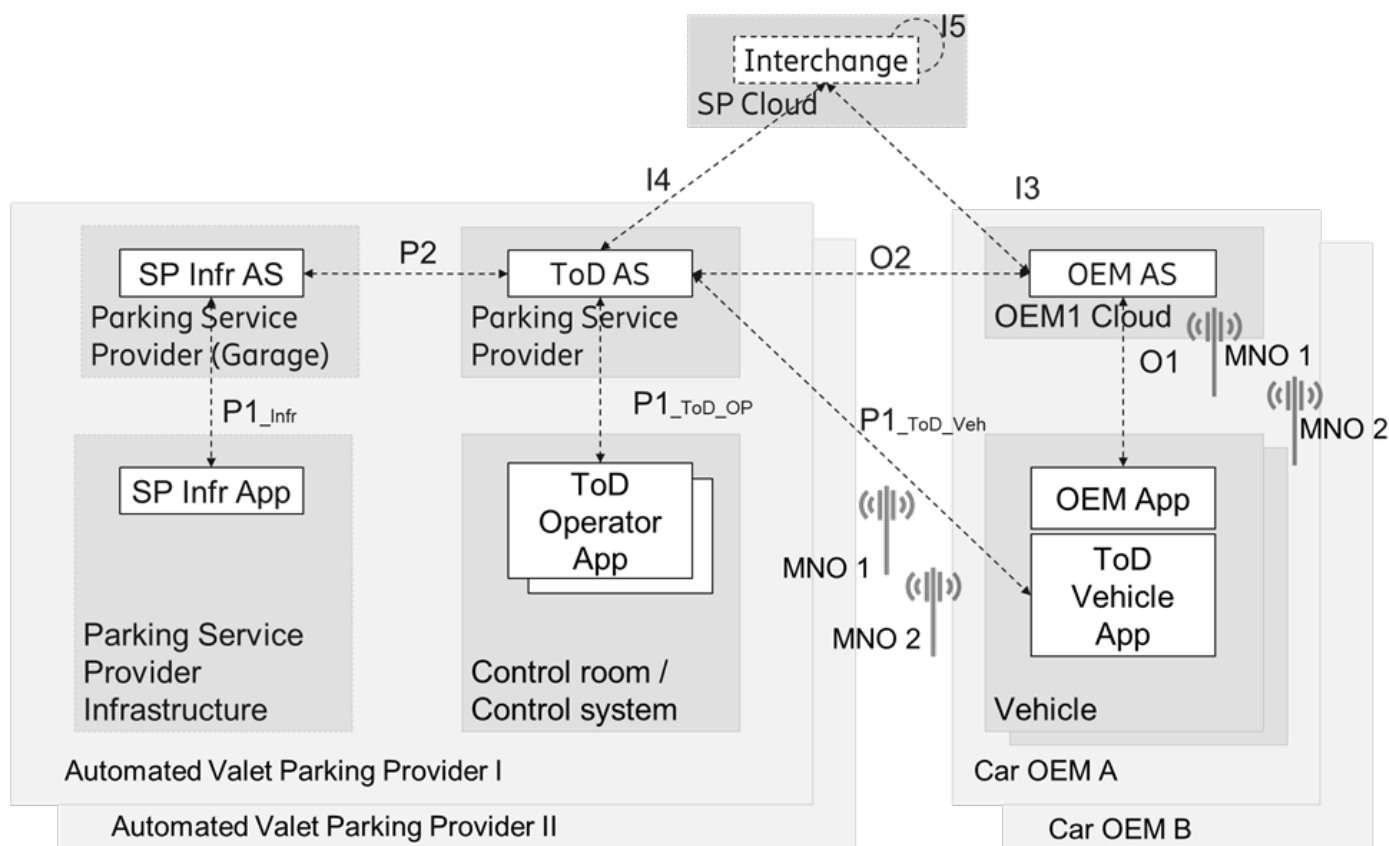 I5
Interchange
SP Cloud
I4
I3
SP Infr AS
P2
ToD AS
O2
OEM AS
Parking Service
Provider (Garage)
Parking Service
Provider
OEM1 Cloud
MNO 1
O1
MNO 2
P1_Infr
P1_ToD_OP
P1_ToD_Veh
SP Infr App
ToD
Operator
App
OEM App
ToD
Vehicle
App
MNO 1
MNO 2
Parking Service
Provider
Infrastructure
Control room /
Control system
Vehicle
Automated Valet Parking Provider I
Car OEM A
Automated Valet Parking Provider II
Car OEM B